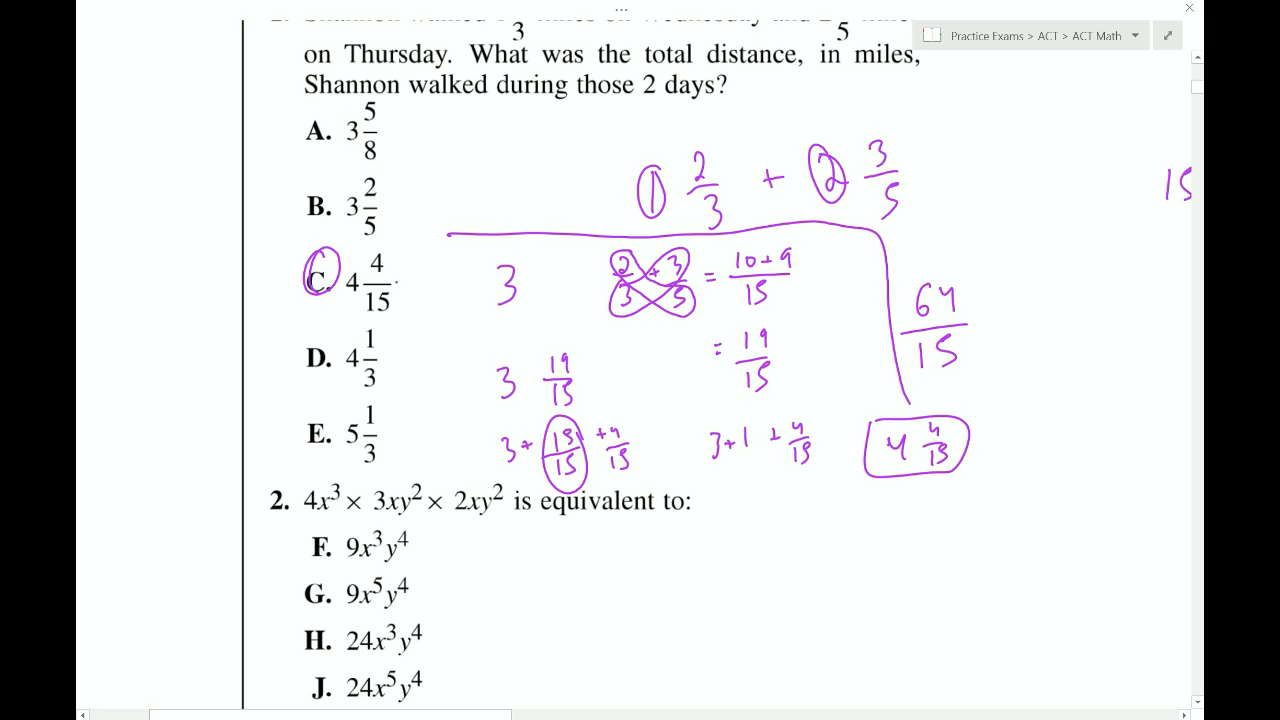 ...
Practice Exams > ACT > ACT Math
3 5
on Thursday. What was the total distance, in miles,
Shannon walked during those 2 days?
A. 3 5/8
B. 3 2/5
C. 4 4/15
D. 4 1/3
E. 5 1/3
1 2/3 + 2 3/5
15
3
2/3 + 3/5 = 10+9/15
= 19/15
64/15
3 19/15
3 + 15/15 + 4/15
3+1 + 4/15
4 4/15
2. 4x³ × 3xy² × 2xy² is equivalent to:
F. 9x³y⁴
G. 9x⁵y⁴
H. 24x³y⁴
J. 24x⁵y⁴